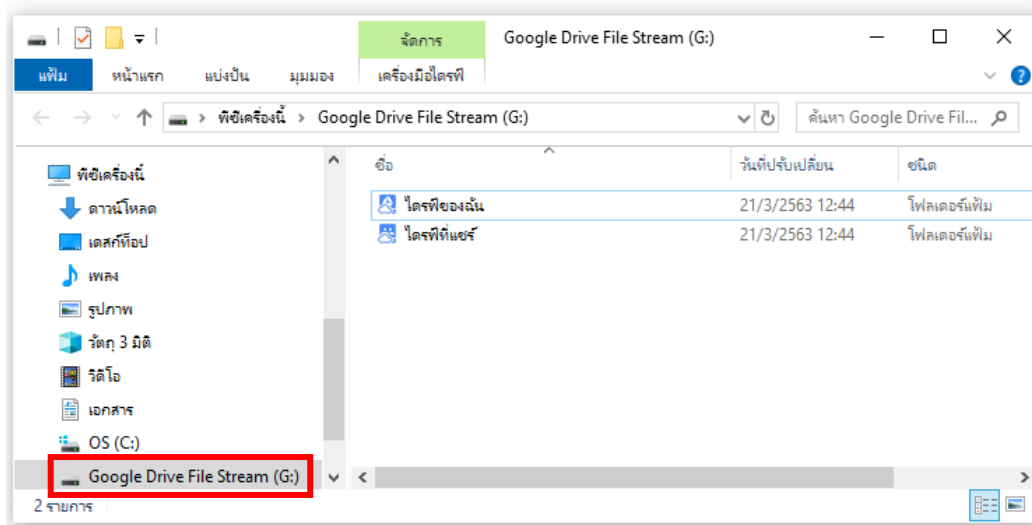 จัดการ Google Drive File Stream (G:)
แฟ้ม หน้าแรก แบ่งปัน มุมมอง เครื่องมือไดรฟ์
พีซีเครื่องนี้ › Google Drive File Stream (G:) ค้นหา Google Drive Fil...
พีซีเครื่องนี้
ดาวน์โหลด
เดสก์ท็อป
เพลง
รูปภาพ
วัตถุ 3 มิติ
วิดีโอ
เอกสาร
OS (C:)
Google Drive File Stream (G:)
ชื่อ วันที่ปรับเปลี่ยน ชนิด
ไดรฟ์ของฉัน 21/3/2563 12:44 โฟลเดอร์แฟ้ม
ไดรฟ์ที่แชร์ 21/3/2563 12:44 โฟลเดอร์แฟ้ม
2 รายการ